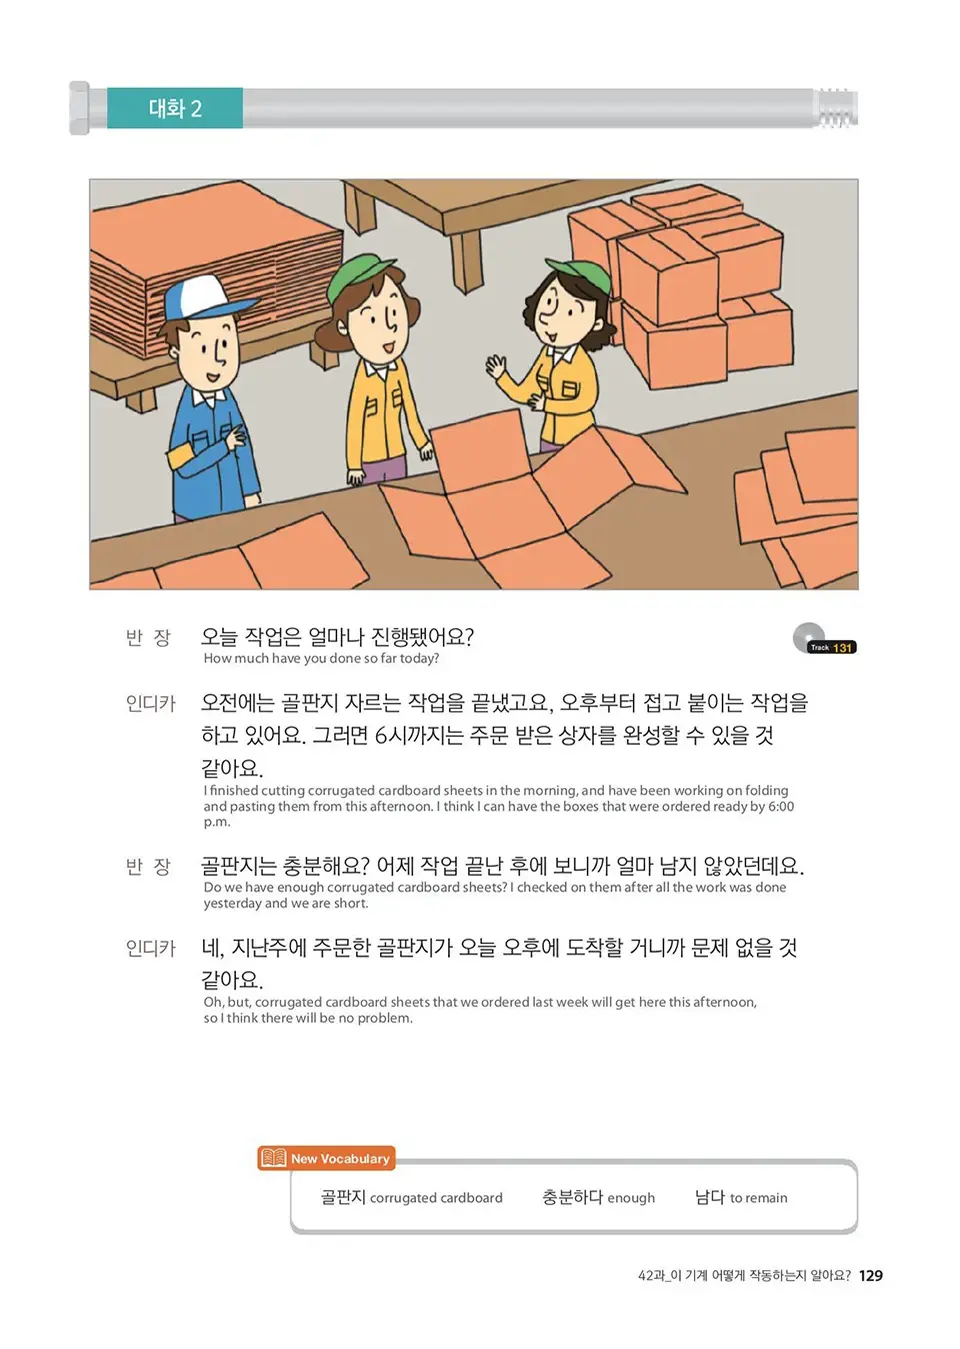 대화 2
반 장 오늘 작업은 얼마나 진행됐어요?
How much have you done so far today?
Track 131
인디카 오전에는 골판지 자르는 작업을 끝냈고요, 오후부터 접고 붙이는 작업을
하고 있어요. 그러면 6시까지는 주문 받은 상자를 완성할 수 있을 것
같아요.
I finished cutting corrugated cardboard sheets in the morning, and have been working on folding
and pasting them from this afternoon. I think I can have the boxes that were ordered ready by 6:00
p.m.
반 장 골판지는 충분해요? 어제 작업 끝난 후에 보니까 얼마 남지 않았던데요.
Do we have enough corrugated cardboard sheets? I checked on them after all the work was done
yesterday and we are short.
인디카 네, 지난주에 주문한 골판지가 오늘 오후에 도착할 거니까 문제 없을 것
같아요.
Oh, but, corrugated cardboard sheets that we ordered last week will get here this afternoon,
so I think there will be no problem.
New Vocabulary
골판지 corrugated cardboard 충분하다 enough 남다 to remain
42과_이 기계 어떻게 작동하는지 알아요? 129